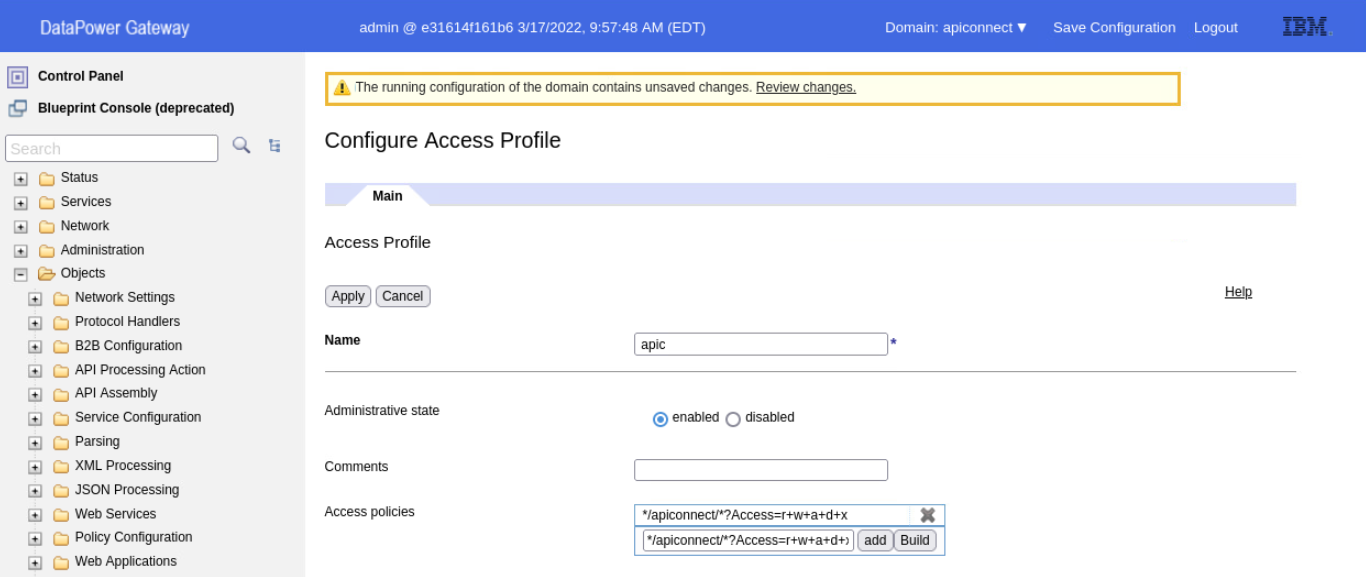 DataPower Gateway admin @ e31614f161b6 3/17/2022, 9:57:48 AM (EDT) Domain: apiconnect ▼ Save Configuration Logout IBM
Control Panel
Blueprint Console (deprecated)
Search
Status
Services
Network
Administration
Objects
Network Settings
Protocol Handlers
B2B Configuration
API Processing Action
API Assembly
Service Configuration
Parsing
XML Processing
JSON Processing
Web Services
Policy Configuration
Web Applications
The running configuration of the domain contains unsaved changes. Review changes.
Configure Access Profile
Main
Access Profile
Apply Cancel Help
Name apic *
Administrative state enabled disabled
Comments
Access policies */apiconnect/*?Access=r+w+a+d+x
*/apiconnect/*?Access=r+w+a+d+x add Build